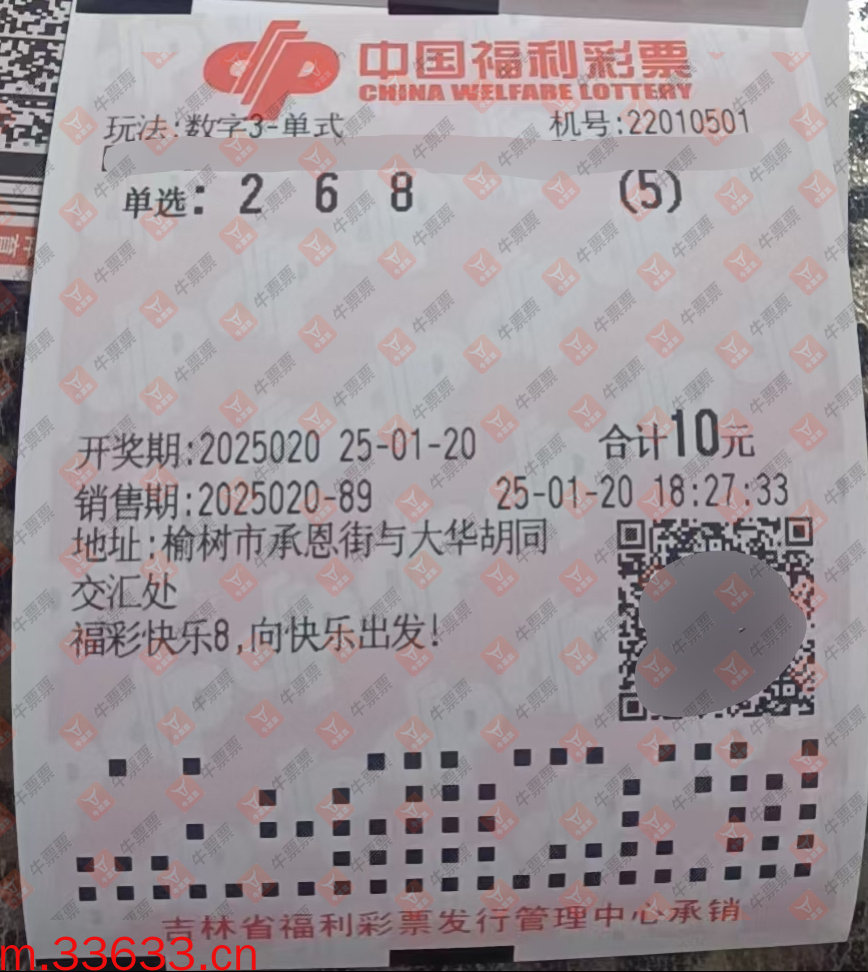 中国福利彩票
CHINA WELFARE LOTTERY
玩法:数字3-单式 机号:22010501
单选: 2 6 8 (5)
开奖期:2025020 25-01-20 合计10元
销售期:2025020-89 25-01-20 18:27:33
地址:榆树市承恩街与大华胡同
交汇处
福彩快乐8,向快乐出发!
吉林省福利彩票发行管理中心承销
m.33633.cn
牛票票